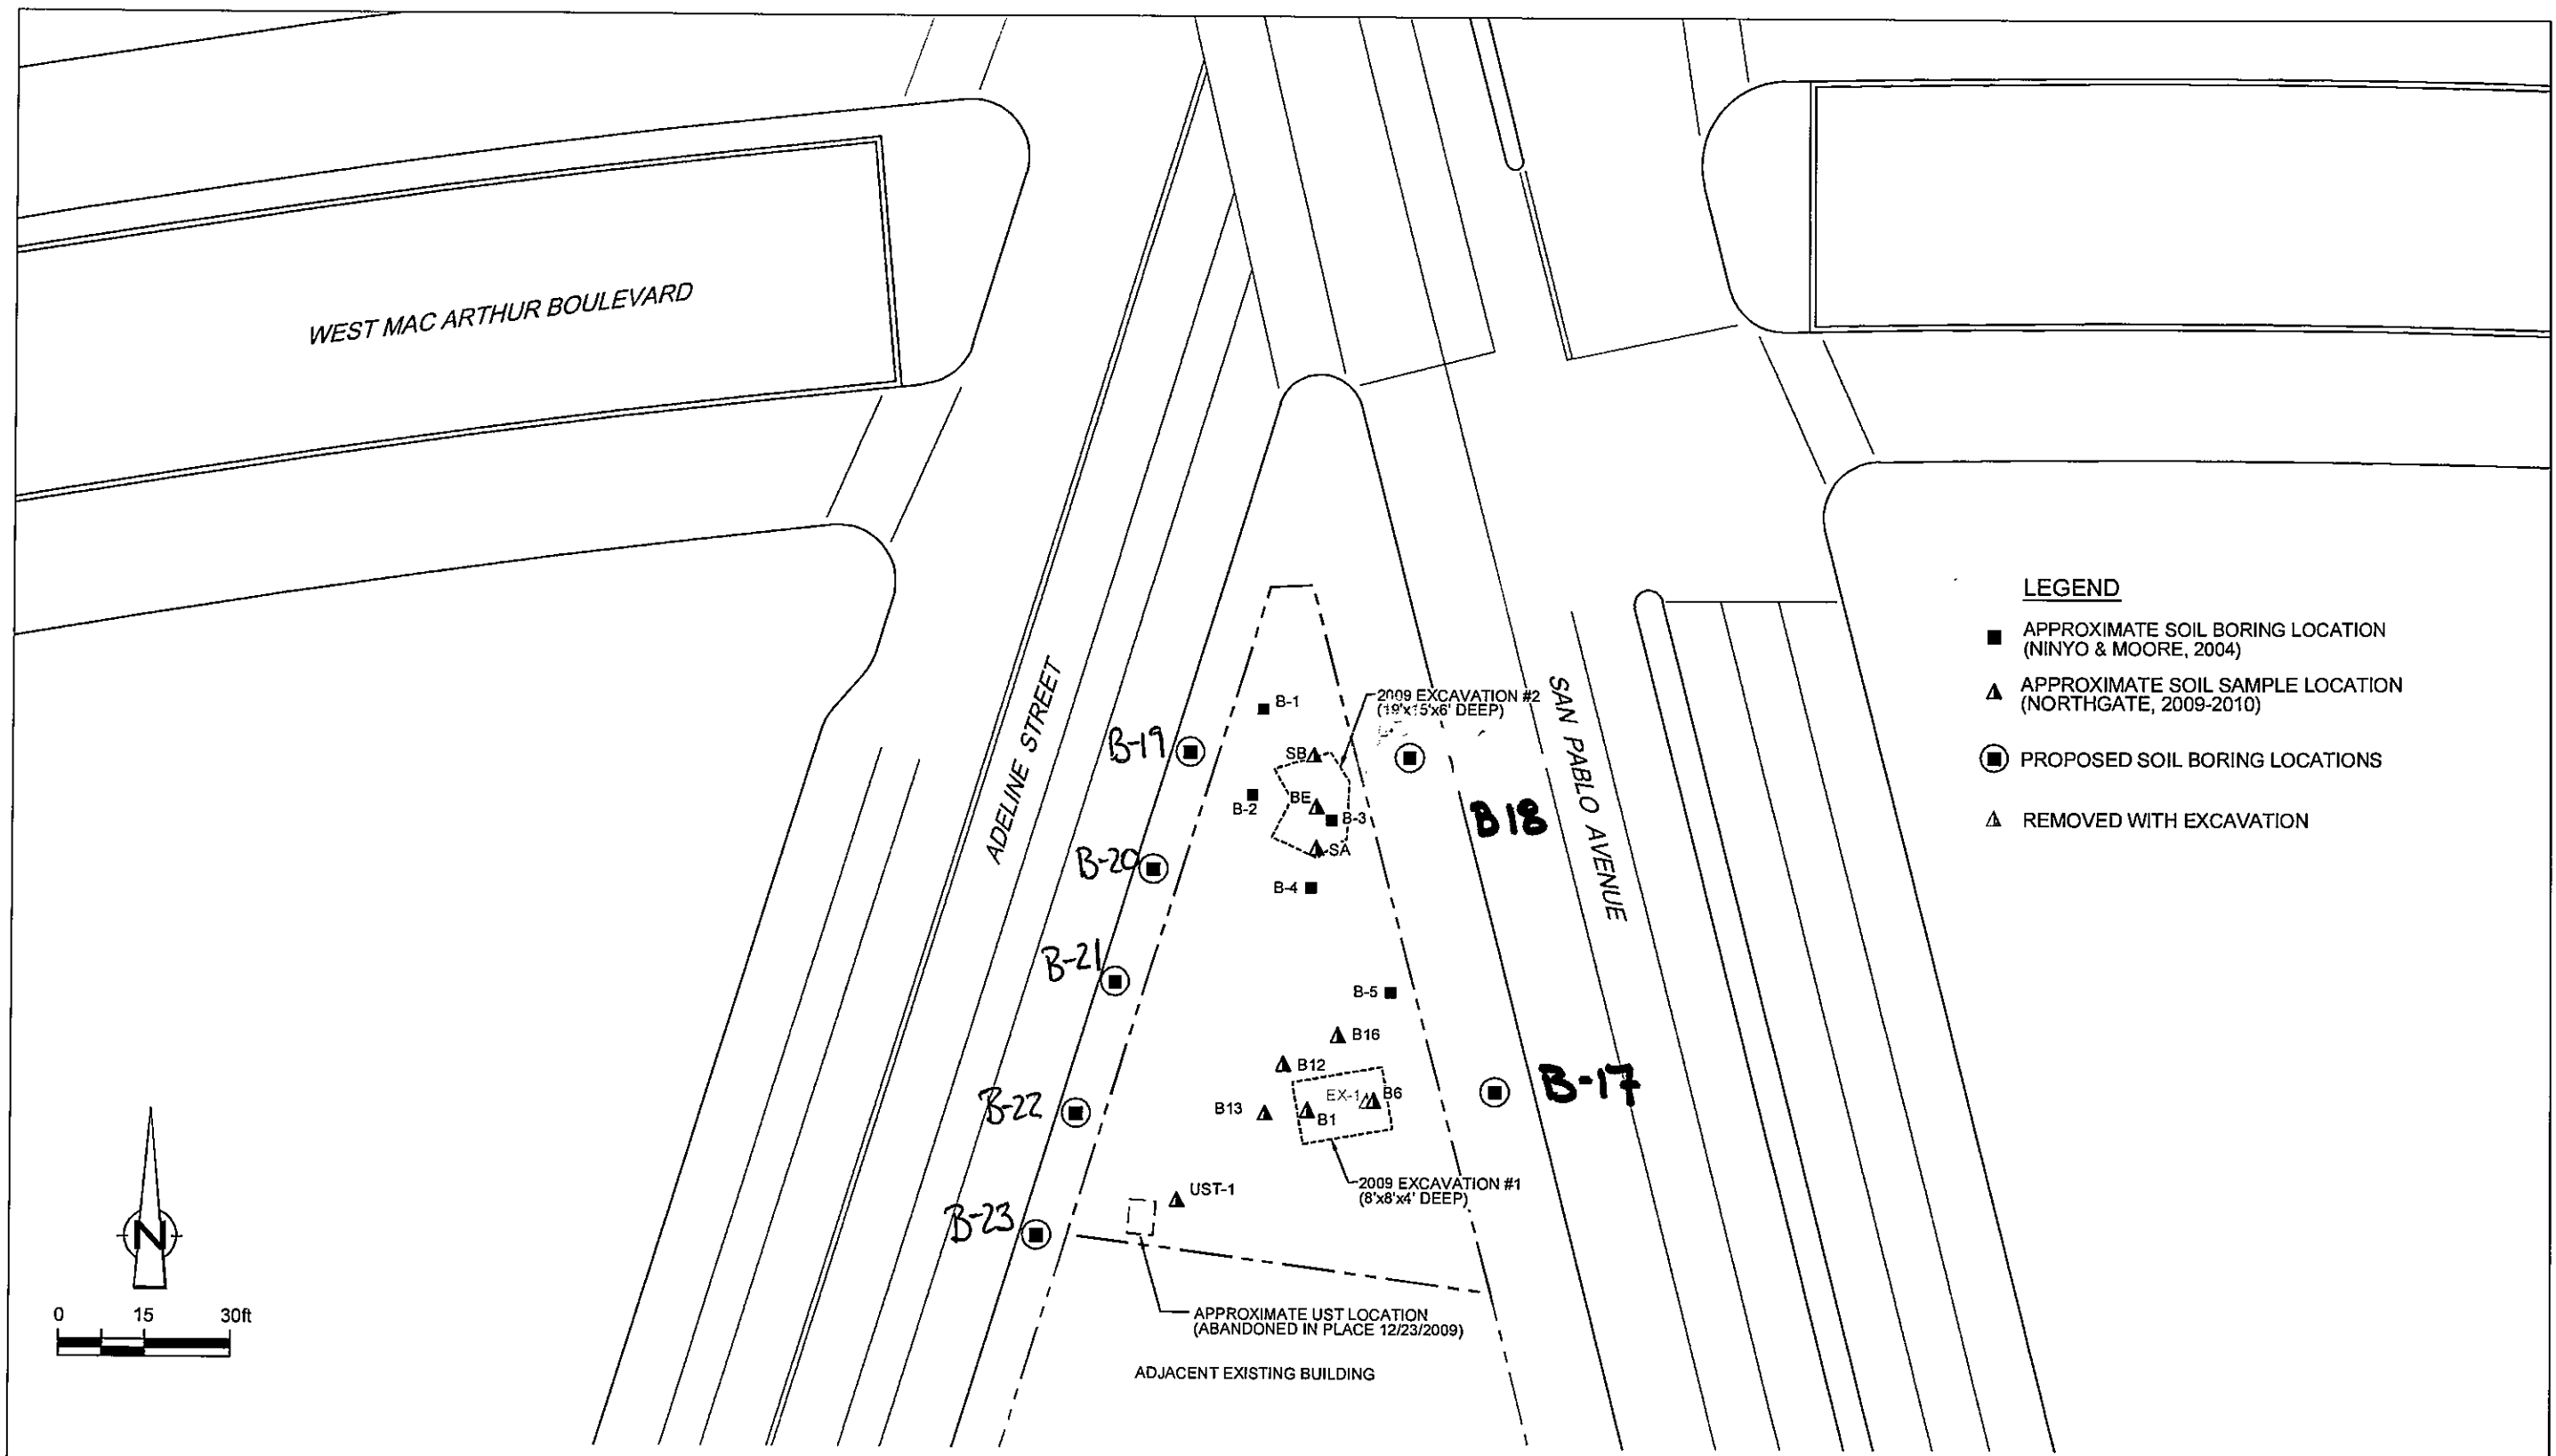 WEST MAC ARTHUR BOULEVARD
ADELINE STREET
SAN PABLO AVENUE
LEGEND
APPROXIMATE SOIL BORING LOCATION
(NINYO & MOORE, 2004)
APPROXIMATE SOIL SAMPLE LOCATION
(NORTHGATE, 2009-2010)
PROPOSED SOIL BORING LOCATIONS
REMOVED WITH EXCAVATION
B-1
2009 EXCAVATION #2
(19'x15'x6' DEEP)
B-19
SB
B-2
BE
B-3
B18
SA
B-20
B-4
B-21
B-5
B16
B12
B-22
B13
EX-1
B6
B1
B-17
2009 EXCAVATION #1
(8'x8'x4' DEEP)
UST-1
B-23
N
0 15 30ft
APPROXIMATE UST LOCATION
(ABANDONED IN PLACE 12/23/2009)
ADJACENT EXISTING BUILDING